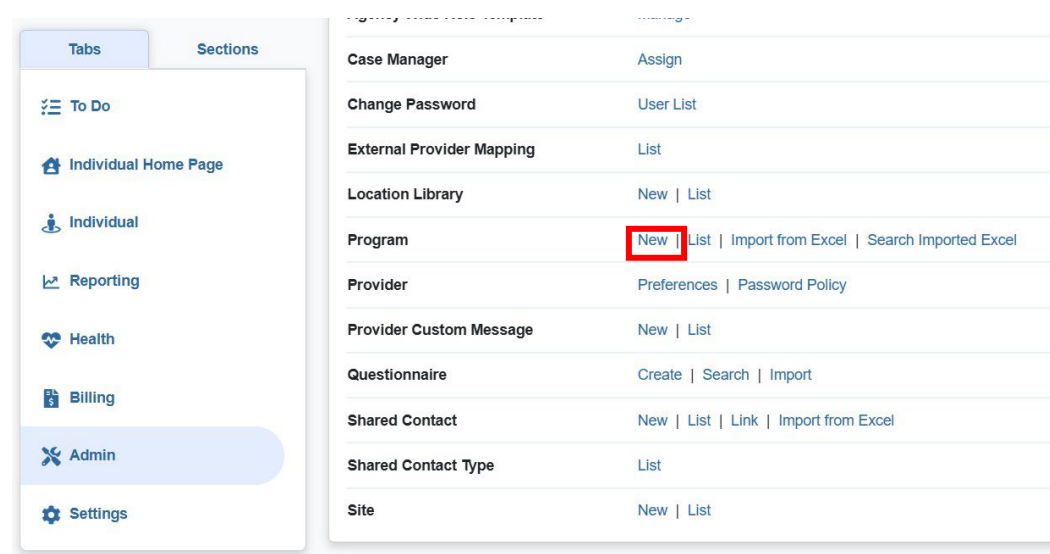 Tabs
Sections
To Do
Individual Home Page
Individual
Reporting
Health
Billing
Admin
Settings
Case Manager Assign
Change Password User List
External Provider Mapping List
Location Library New | List
Program New | List | Import from Excel | Search Imported Excel
Provider Preferences | Password Policy
Provider Custom Message New | List
Questionnaire Create | Search | Import
Shared Contact New | List | Link | Import from Excel
Shared Contact Type List
Site New | List